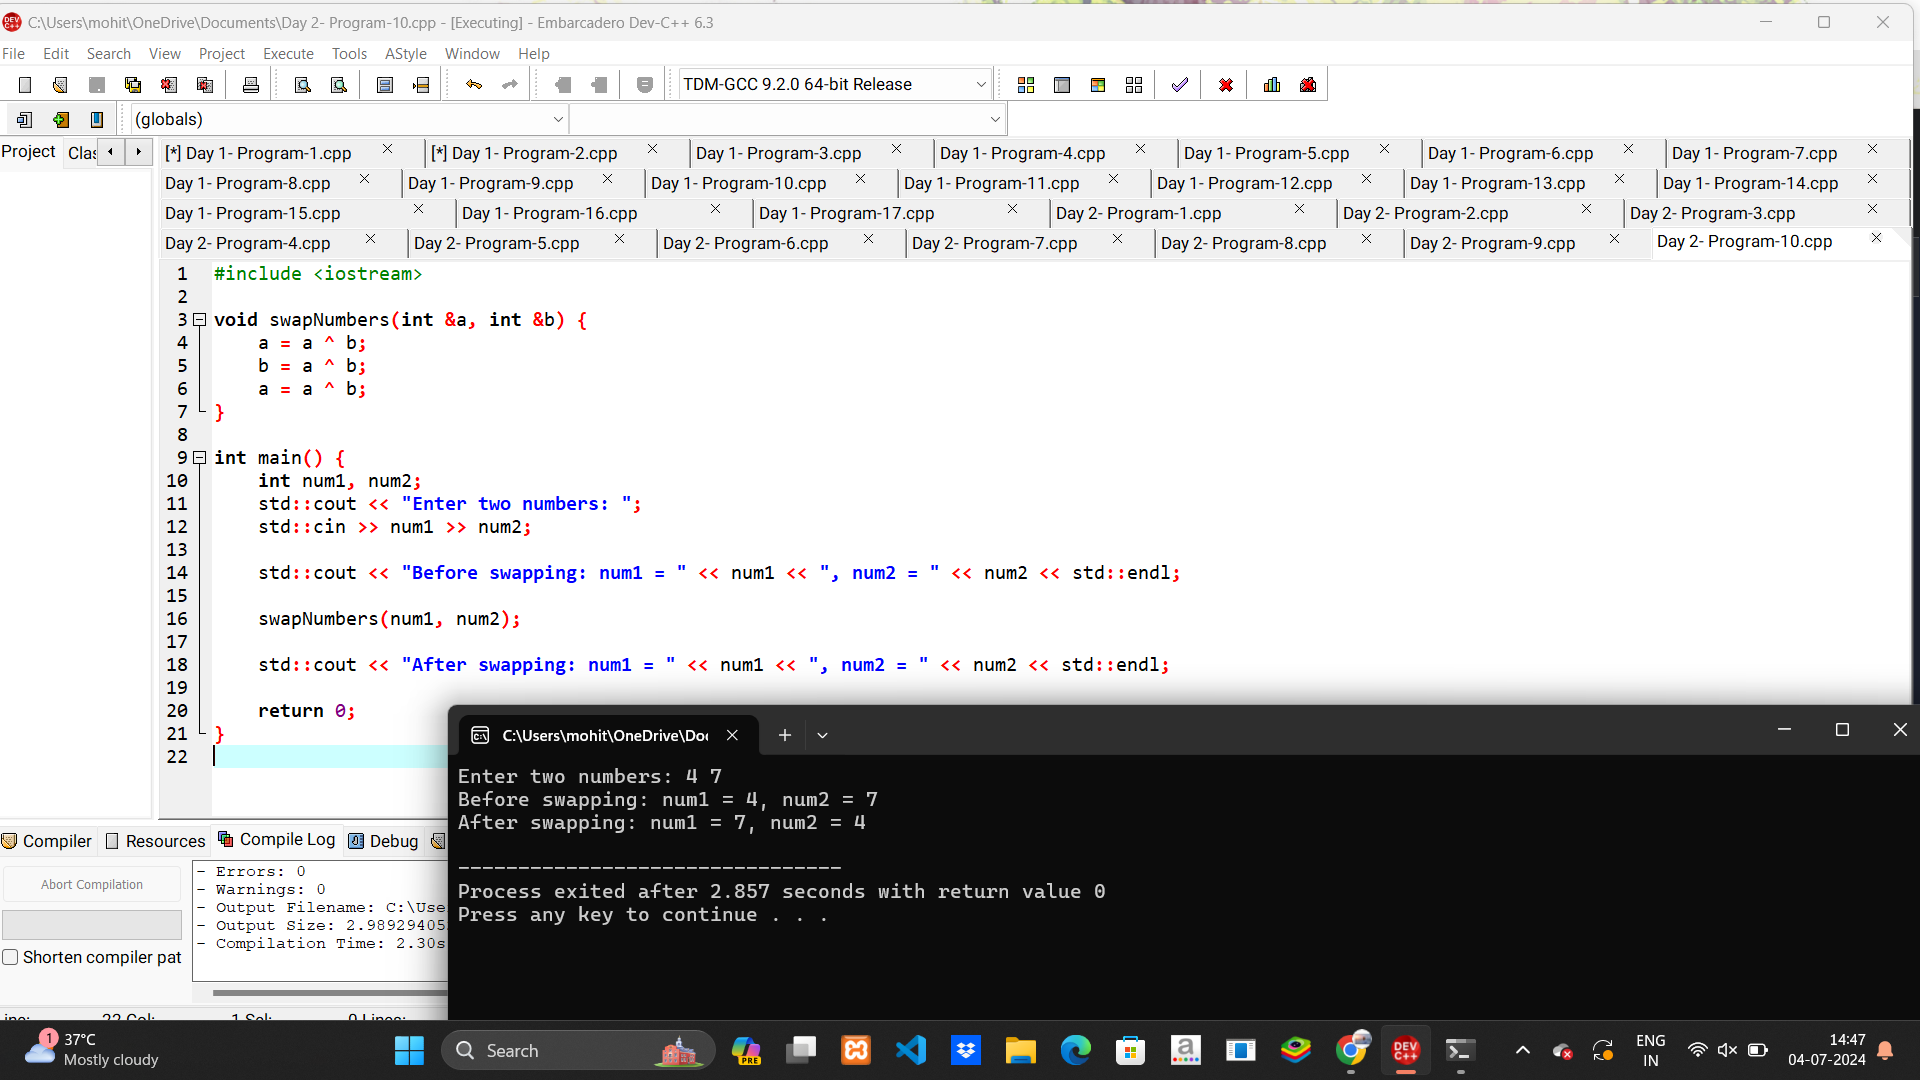 C:\Users\mohit\OneDrive\Documents\Day 2- Program-10.cpp - [Executing] - Embarcadero Dev-C++ 6.3
File Edit Search View Project Execute Tools AStyle Window Help
TDM-GCC 9.2.0 64-bit Release
(globals)
Project Clas
[*] Day 1- Program-1.cpp [*] Day 1- Program-2.cpp Day 1- Program-3.cpp Day 1- Program-4.cpp Day 1- Program-5.cpp Day 1- Program-6.cpp Day 1- Program-7.cpp
Day 1- Program-8.cpp Day 1- Program-9.cpp Day 1- Program-10.cpp Day 1- Program-11.cpp Day 1- Program-12.cpp Day 1- Program-13.cpp Day 1- Program-14.cpp
Day 1- Program-15.cpp Day 1- Program-16.cpp Day 1- Program-17.cpp Day 2- Program-1.cpp Day 2- Program-2.cpp Day 2- Program-3.cpp
Day 2- Program-4.cpp Day 2- Program-5.cpp Day 2- Program-6.cpp Day 2- Program-7.cpp Day 2- Program-8.cpp Day 2- Program-9.cpp Day 2- Program-10.cpp
1 #include <iostream>
2
3 void swapNumbers(int &a, int &b) {
4 a = a ^ b;
5 b = a ^ b;
6 a = a ^ b;
7 }
8
9 int main() {
10 int num1, num2;
11 std::cout << "Enter two numbers: ";
12 std::cin >> num1 >> num2;
13
14 std::cout << "Before swapping: num1 = " << num1 << ", num2 = " << num2 << std::endl;
15
16 swapNumbers(num1, num2);
17
18 std::cout << "After swapping: num1 = " << num1 << ", num2 = " << num2 << std::endl;
19
20 return 0;
21 }
22
C:\Users\mohit\OneDrive\Doc
Enter two numbers: 4 7
Before swapping: num1 = 4, num2 = 7
After swapping: num1 = 7, num2 = 4
--------------------------------
Process exited after 2.857 seconds with return value 0
Press any key to continue . . .
Compiler Resources Compile Log Debug
Abort Compilation
Shorten compiler pat
- Errors: 0
- Warnings: 0
- Output Filename: C:\Use
- Output Size: 2.98929405
- Compilation Time: 2.30s
22 Col: 1 Sel: 0 Lines:
1
37°C
Mostly cloudy
Search
PRE
DEV C++
ENG
IN
14:47
04-07-2024